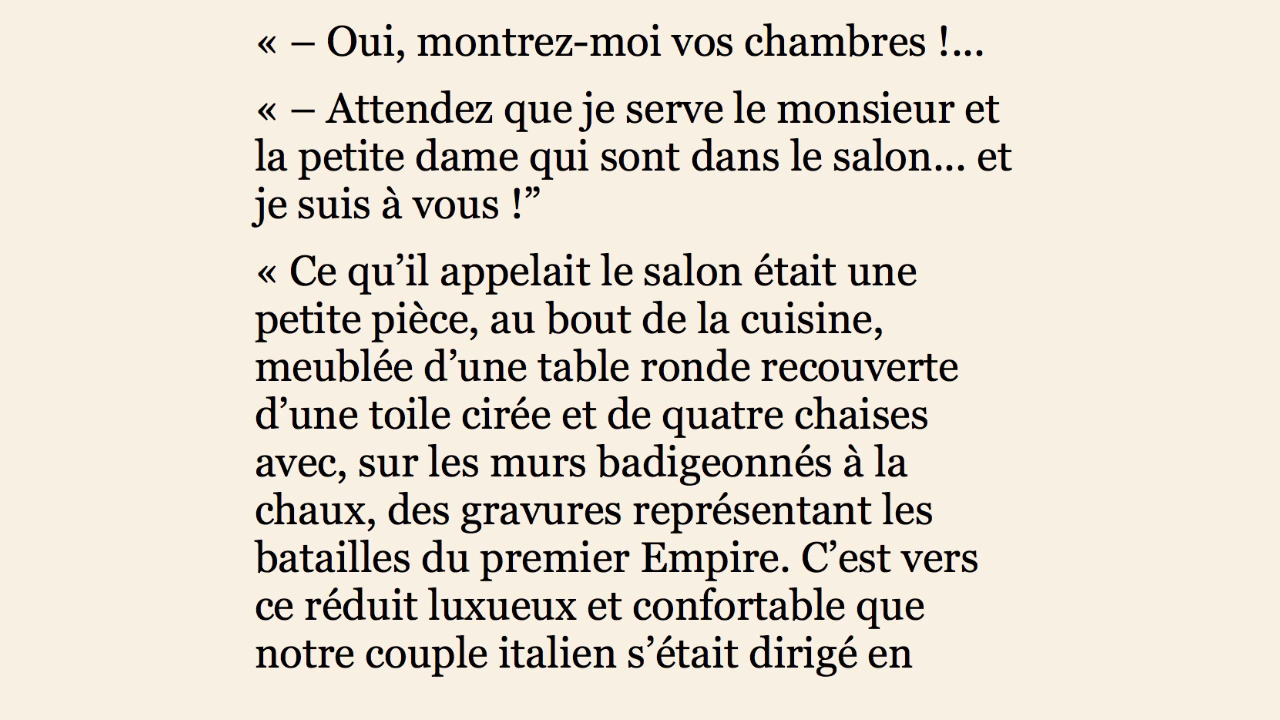 « – Oui, montrez-moi vos chambres !...
« – Attendez que je serve le monsieur et
la petite dame qui sont dans le salon... et
je suis à vous !”
« Ce qu’il appelait le salon était une
petite pièce, au bout de la cuisine,
meublée d’une table ronde recouverte
d’une toile cirée et de quatre chaises
avec, sur les murs badigeonnés à la
chaux, des gravures représentant les
batailles du premier Empire. C’est vers
ce réduit luxueux et confortable que
notre couple italien s’était dirigé en